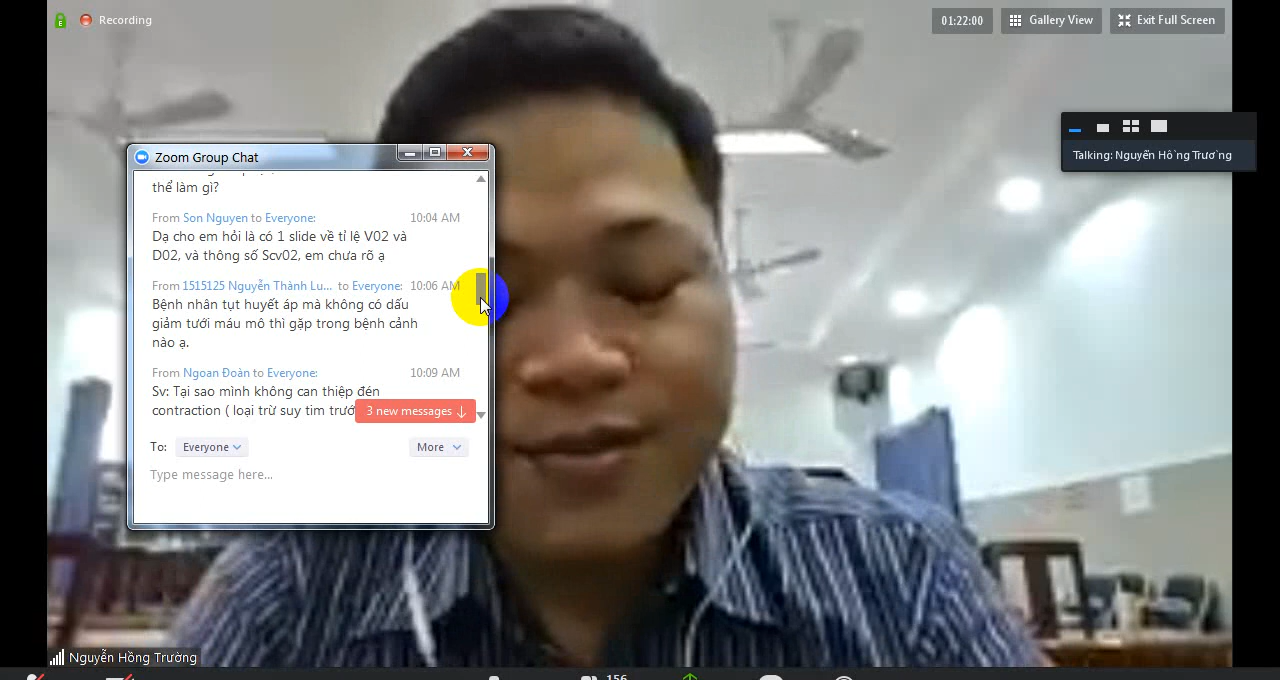 Recording
01:22:00
Gallery View
Exit Full Screen
Talking: Nguyễn Hồng Trường
Zoom Group Chat
thể làm gì?
From Son Nguyen to Everyone: 10:04 AM
Dạ cho em hỏi là có 1 slide về tỉ lệ V02 và
D02, và thông số Scv02, em chưa rõ ạ
From 1515125 Nguyễn Thành Lu... to Everyone: 10:06 AM
Bệnh nhân tụt huyết áp mà không có dấu
giảm tưới máu mô thì gặp trong bệnh cảnh
nào ạ.
From Ngoan Đoàn to Everyone: 10:09 AM
Sv: Tại sao mình không can thiệp đén
contraction ( loại trừ suy tim trướ
3 new messages
To: Everyone
More
Type message here...
Nguyễn Hồng Trường
156